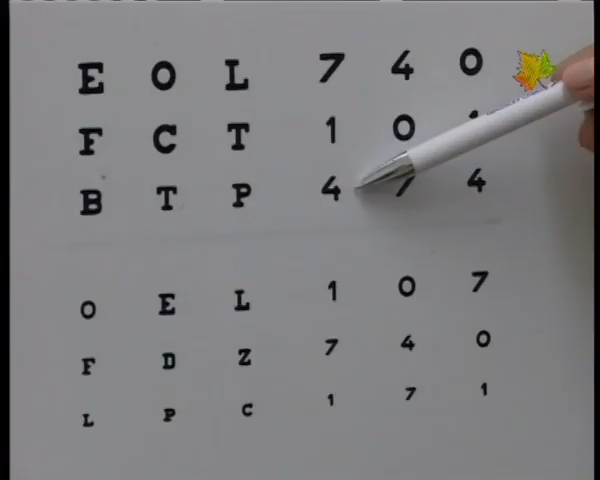 E O L 7 4 0
F C T 1 0
B T P 4 7 4
O E L 1 0 7
F D Z 7 4 0
L P C 1 7 1